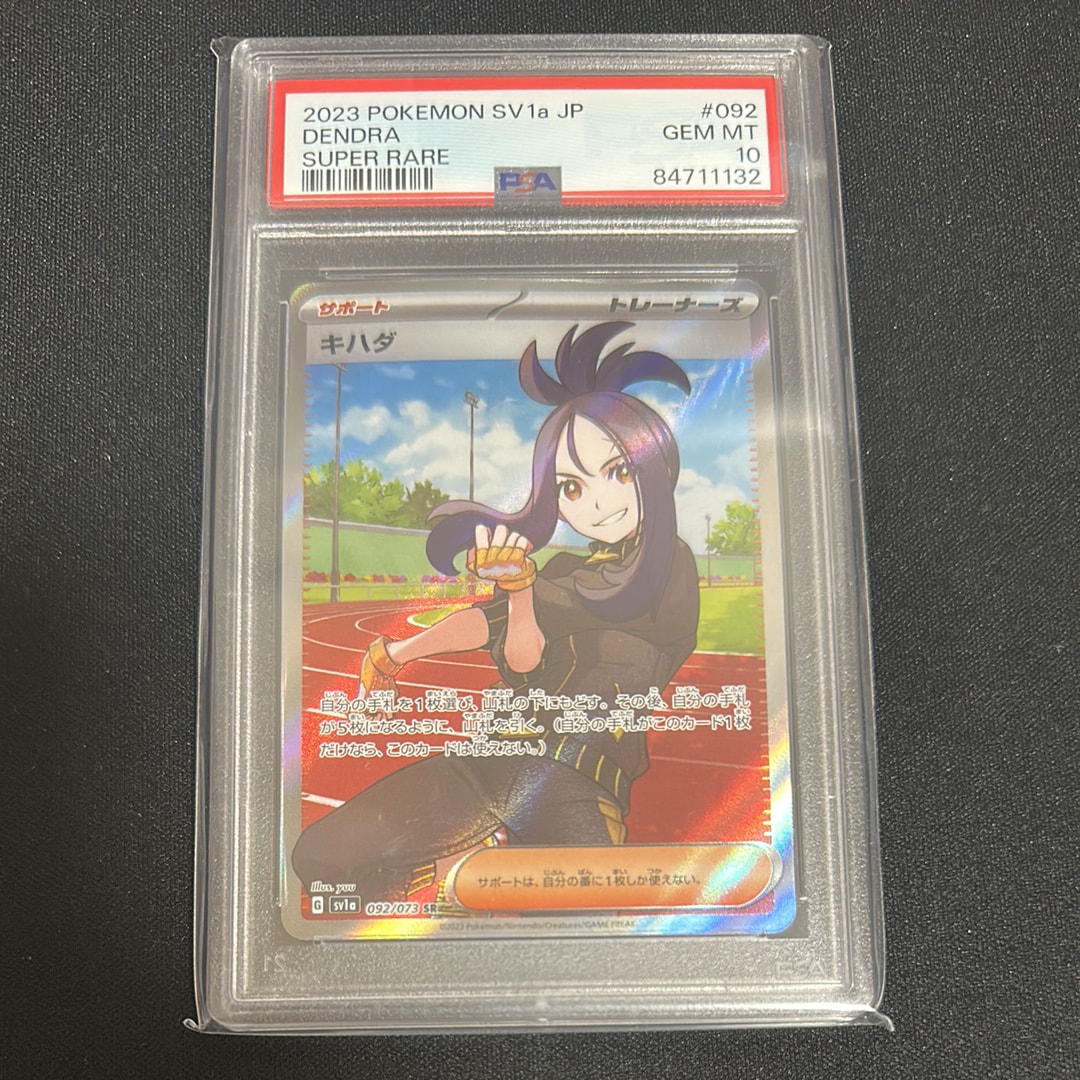 2023 POKEMON SV1a JP #092
DENDRA GEM MT
SUPER RARE 10
PSA 84711132
サポート トレーナーズ
キハダ
自分の手札を1枚選び、山札の下にもどす。その後、自分の手札
が5枚になるように、山札を引く。(自分の手札がこのカード1枚
だけなら、このカードは使えない。)
サポートは、自分の番に1枚しか使えない。
Illus. yuu
G sv1a 092/073 SR
©2023 Pokémon/Nintendo/Creatures/GAME FREAK